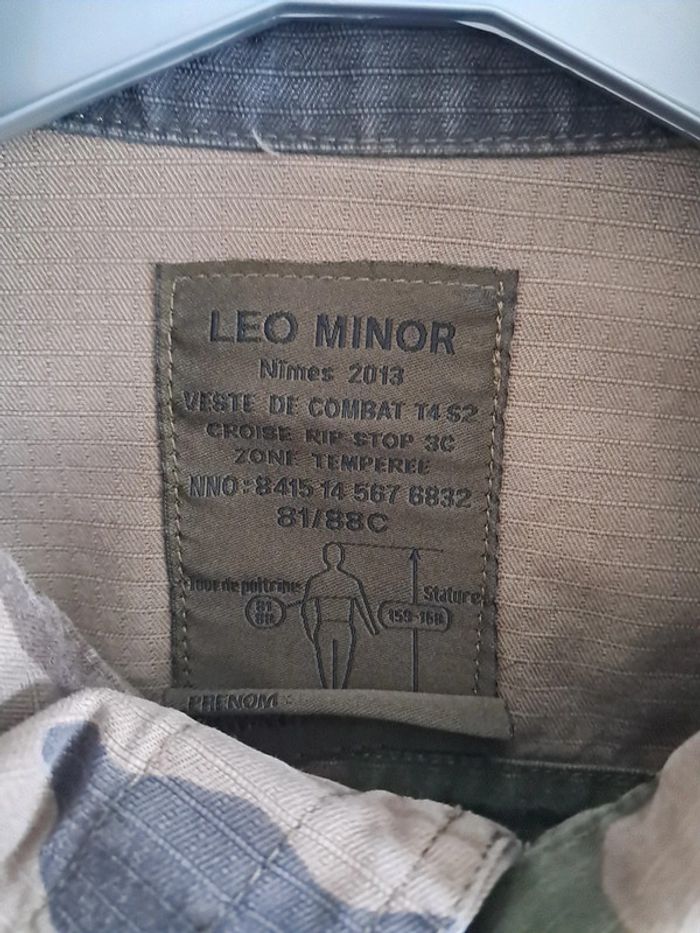 LEO MINOR
Nîmes 2013
VESTE DE COMBAT T4 S2
CROISE RIP STOP 3C
ZONE TEMPEREE
NNO : 8415 14 567 6832
81/88C
Tour de poitrine
81
88
Stature
159-168
PRENOM :